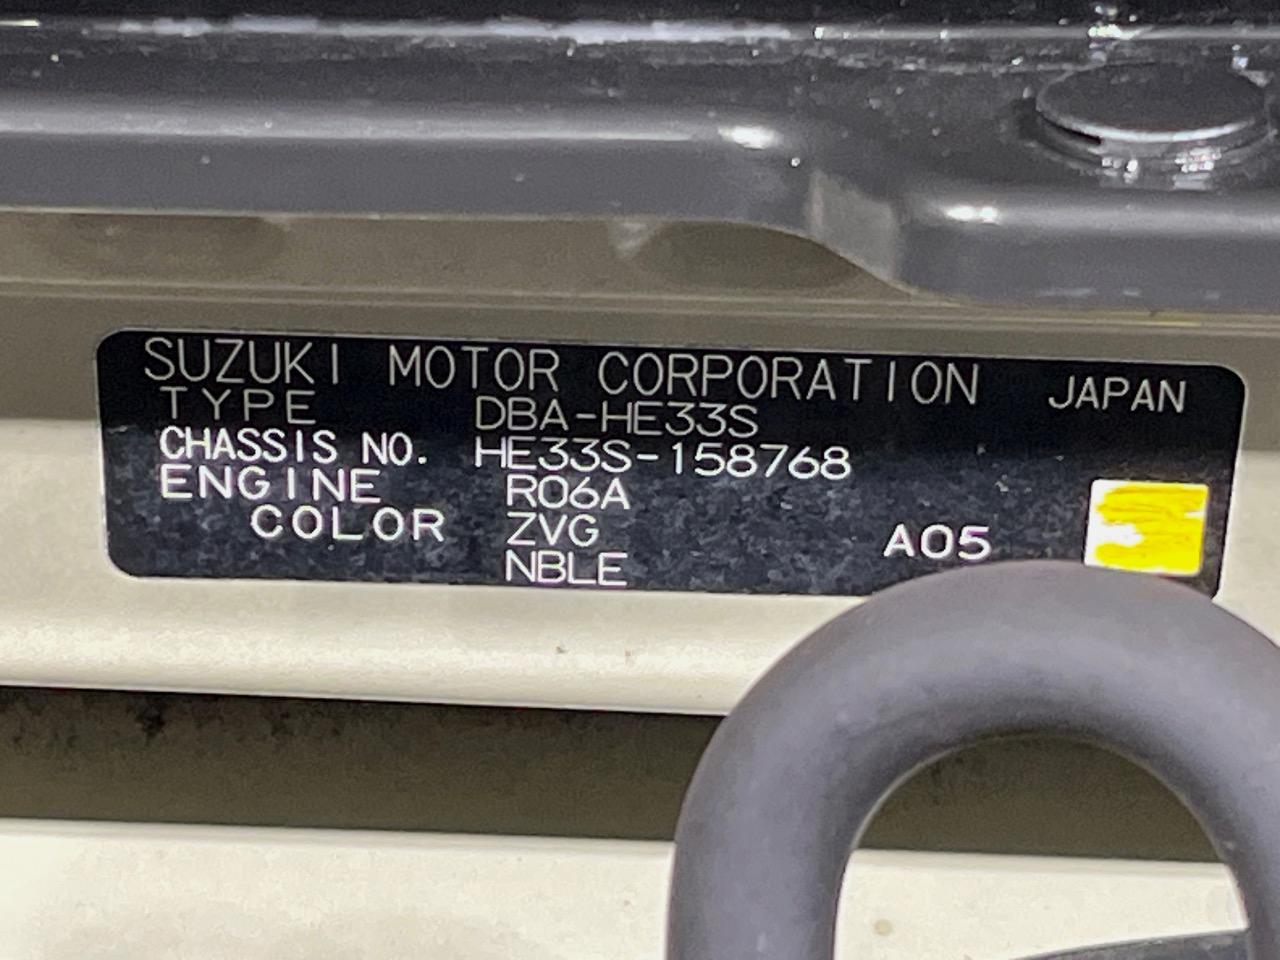 SUZUKI MOTOR CORPORATION JAPAN
TYPE DBA-HE33S
CHASSIS NO. HE33S-158768
ENGINE R06A
COLOR ZVG A05
NBLE